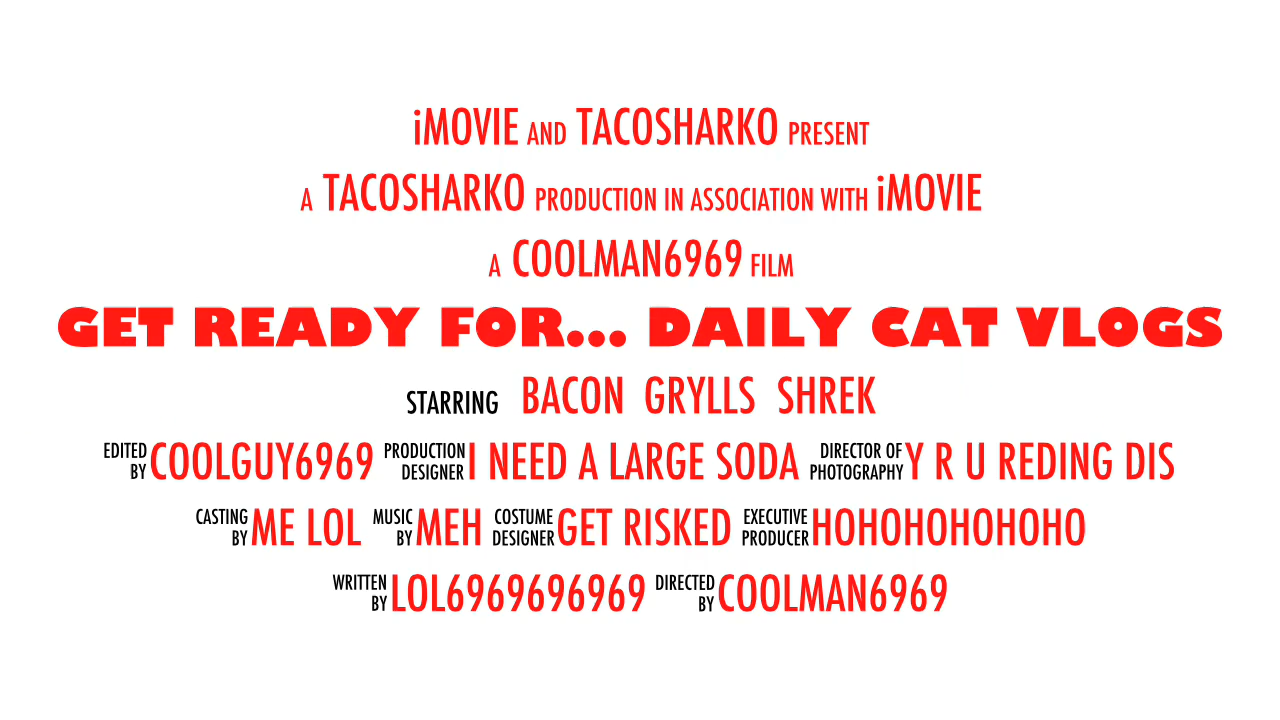 iMOVIE AND TACOSHARKO PRESENT
A TACOSHARKO PRODUCTION IN ASSOCIATION WITH iMOVIE
A COOLMAN6969 FILM
GET READY FOR... DAILY CAT VLOGS
STARRING BACON GRYLLS SHREK
EDITED BY COOLGUY6969 PRODUCTION DESIGNER I NEED A LARGE SODA DIRECTOR OF PHOTOGRAPHY Y R U REDING DIS
CASTING BY ME LOL MUSIC BY MEH COSTUME DESIGNER GET RISKED EXECUTIVE PRODUCER HOHOHOHOHOHO
WRITTEN BY LOL6969696969 DIRECTED BY COOLMAN6969